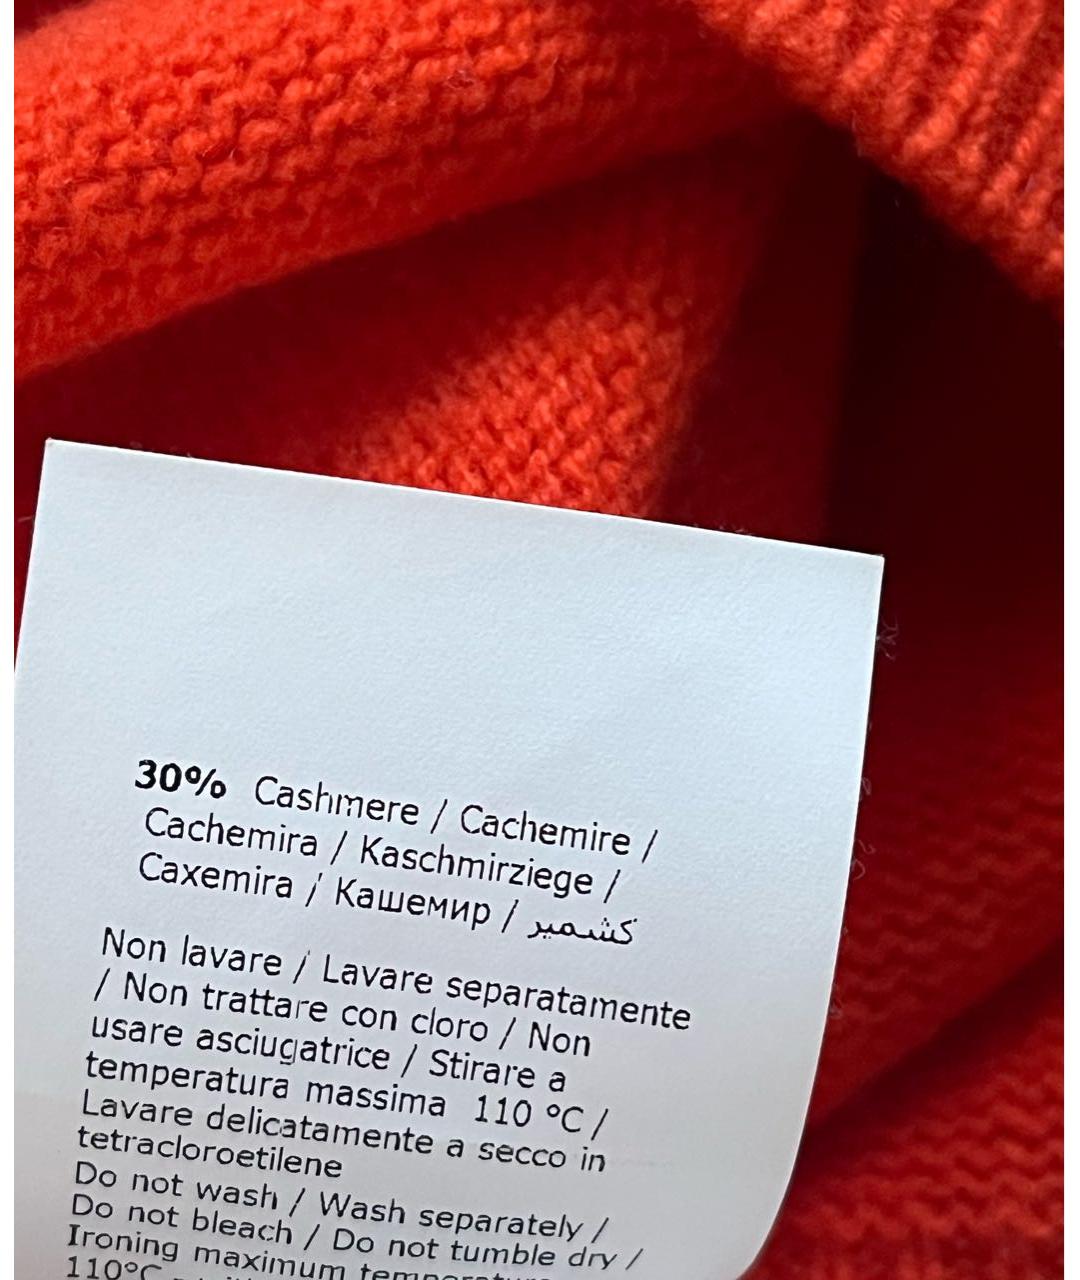 30% Cashmere / Cachemire /
Cachemira / Kaschmirziege /
Caxemira / Кашемир / كشمير
Non lavare / Lavare separatamente
/ Non trattare con cloro / Non
usare asciugatrice / Stirare a
temperatura massima 110 °C /
Lavare delicatamente a secco in
tetracloroetilene
Do not wash / Wash separately /
Do not bleach / Do not tumble dry /
Ironing maximum temperature
110°C